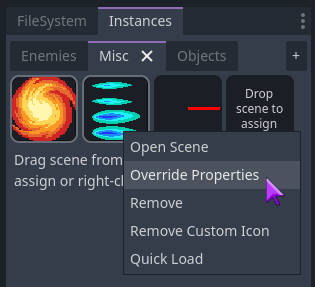 FileSystem Instances
Enemies Misc Objects +
Drop
scene to
assign
Drag scene from
assign or right-cl
Open Scene
Override Properties
Remove
Remove Custom Icon
Quick Load